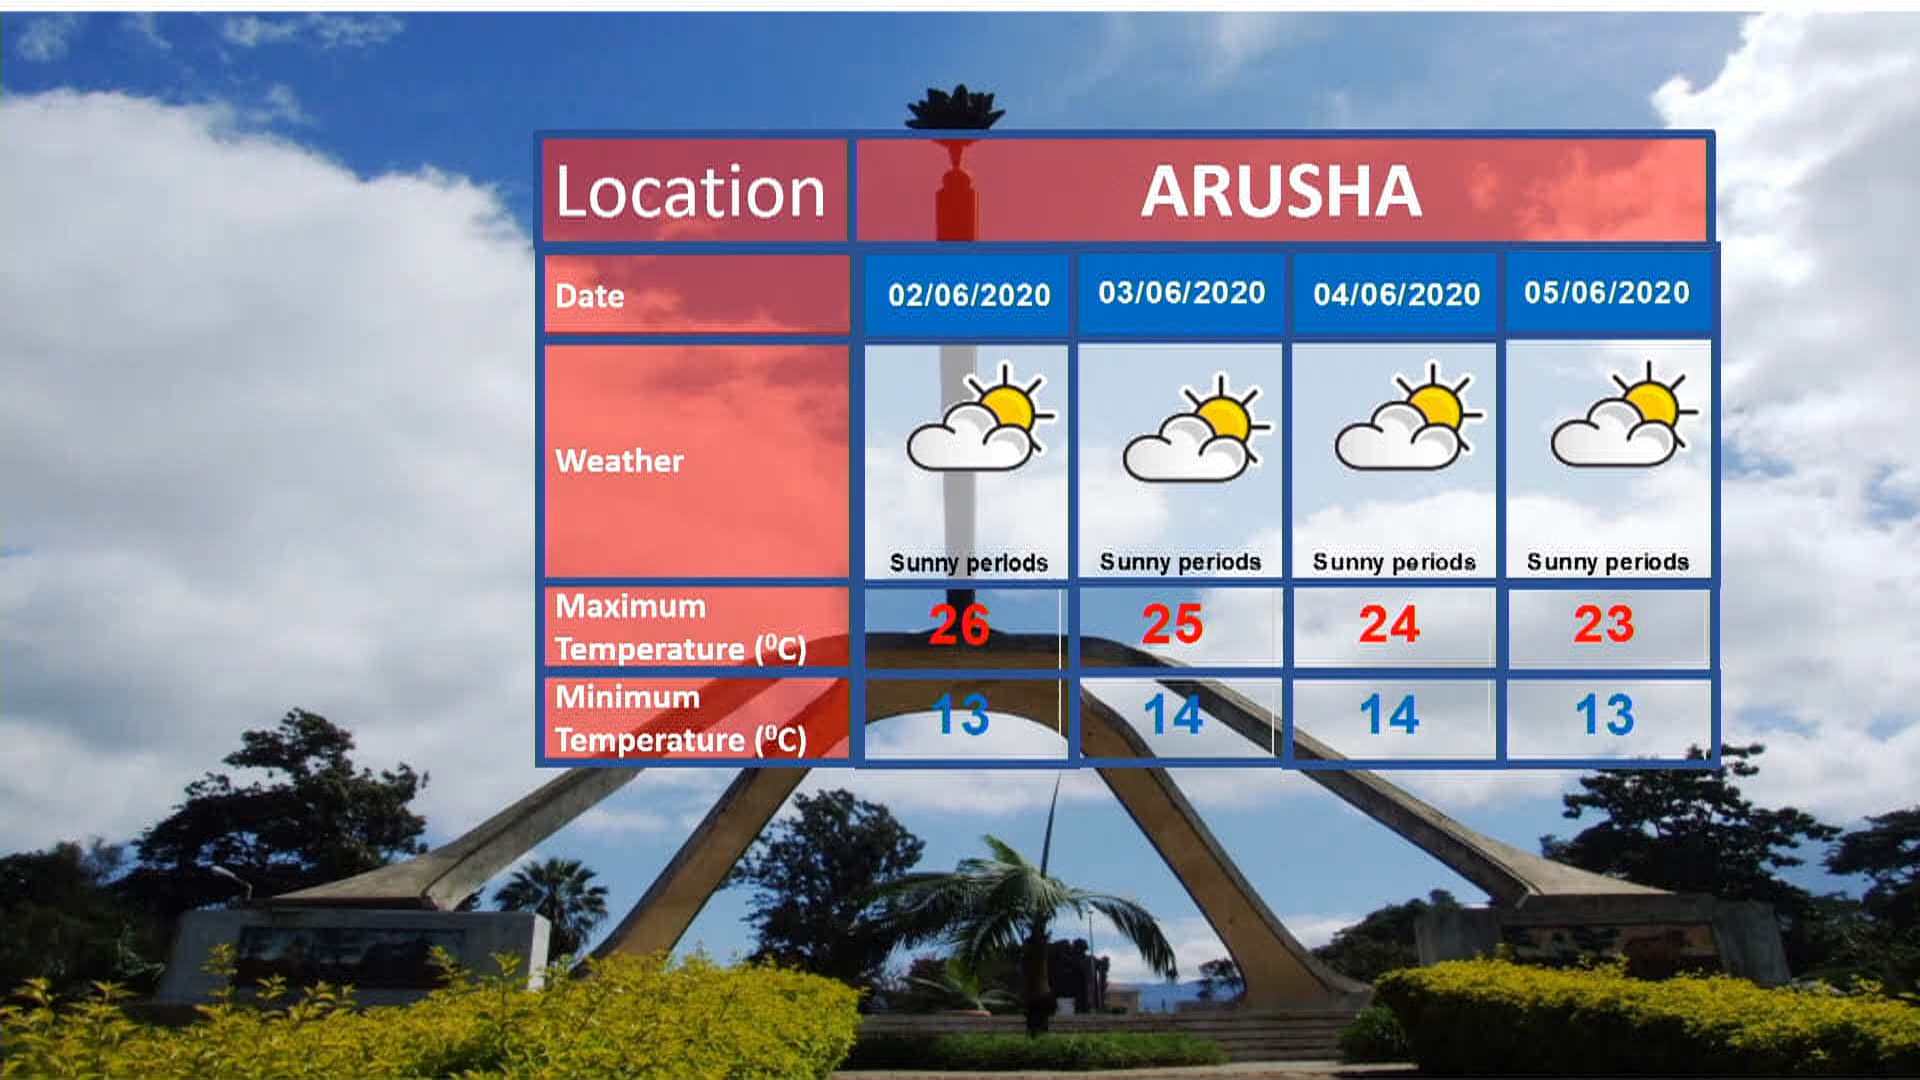 Location ARUSHA
Date 02/06/2020 03/06/2020 04/06/2020 05/06/2020
Weather Sunny periods Sunny periods Sunny periods Sunny periods
Maximum
Temperature (⁰C) 26 25 24 23
Minimum
Temperature (⁰C) 13 14 14 13